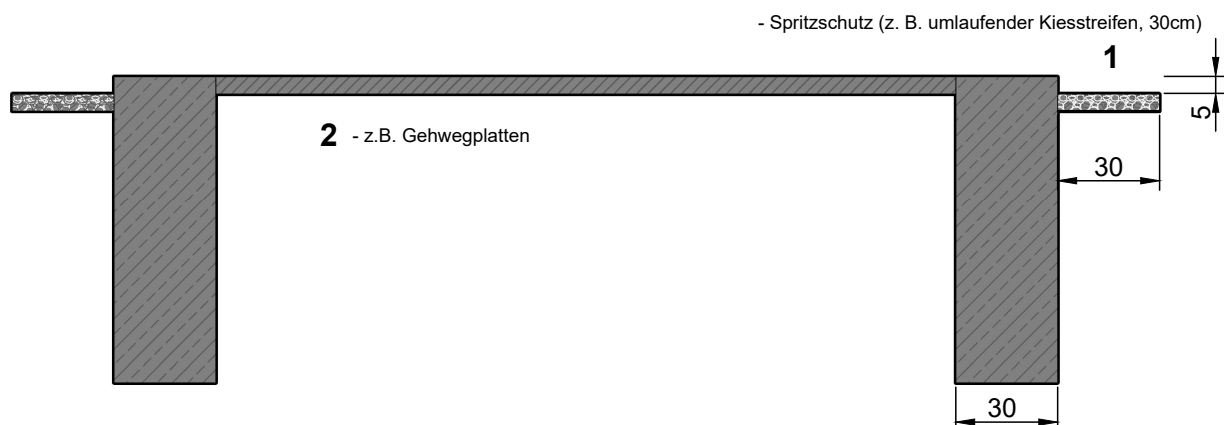 - Spritzschutz (z. B. umlaufender Kiesstreifen, 30cm)
1
5
2 - z.B. Gehwegplatten
30
30